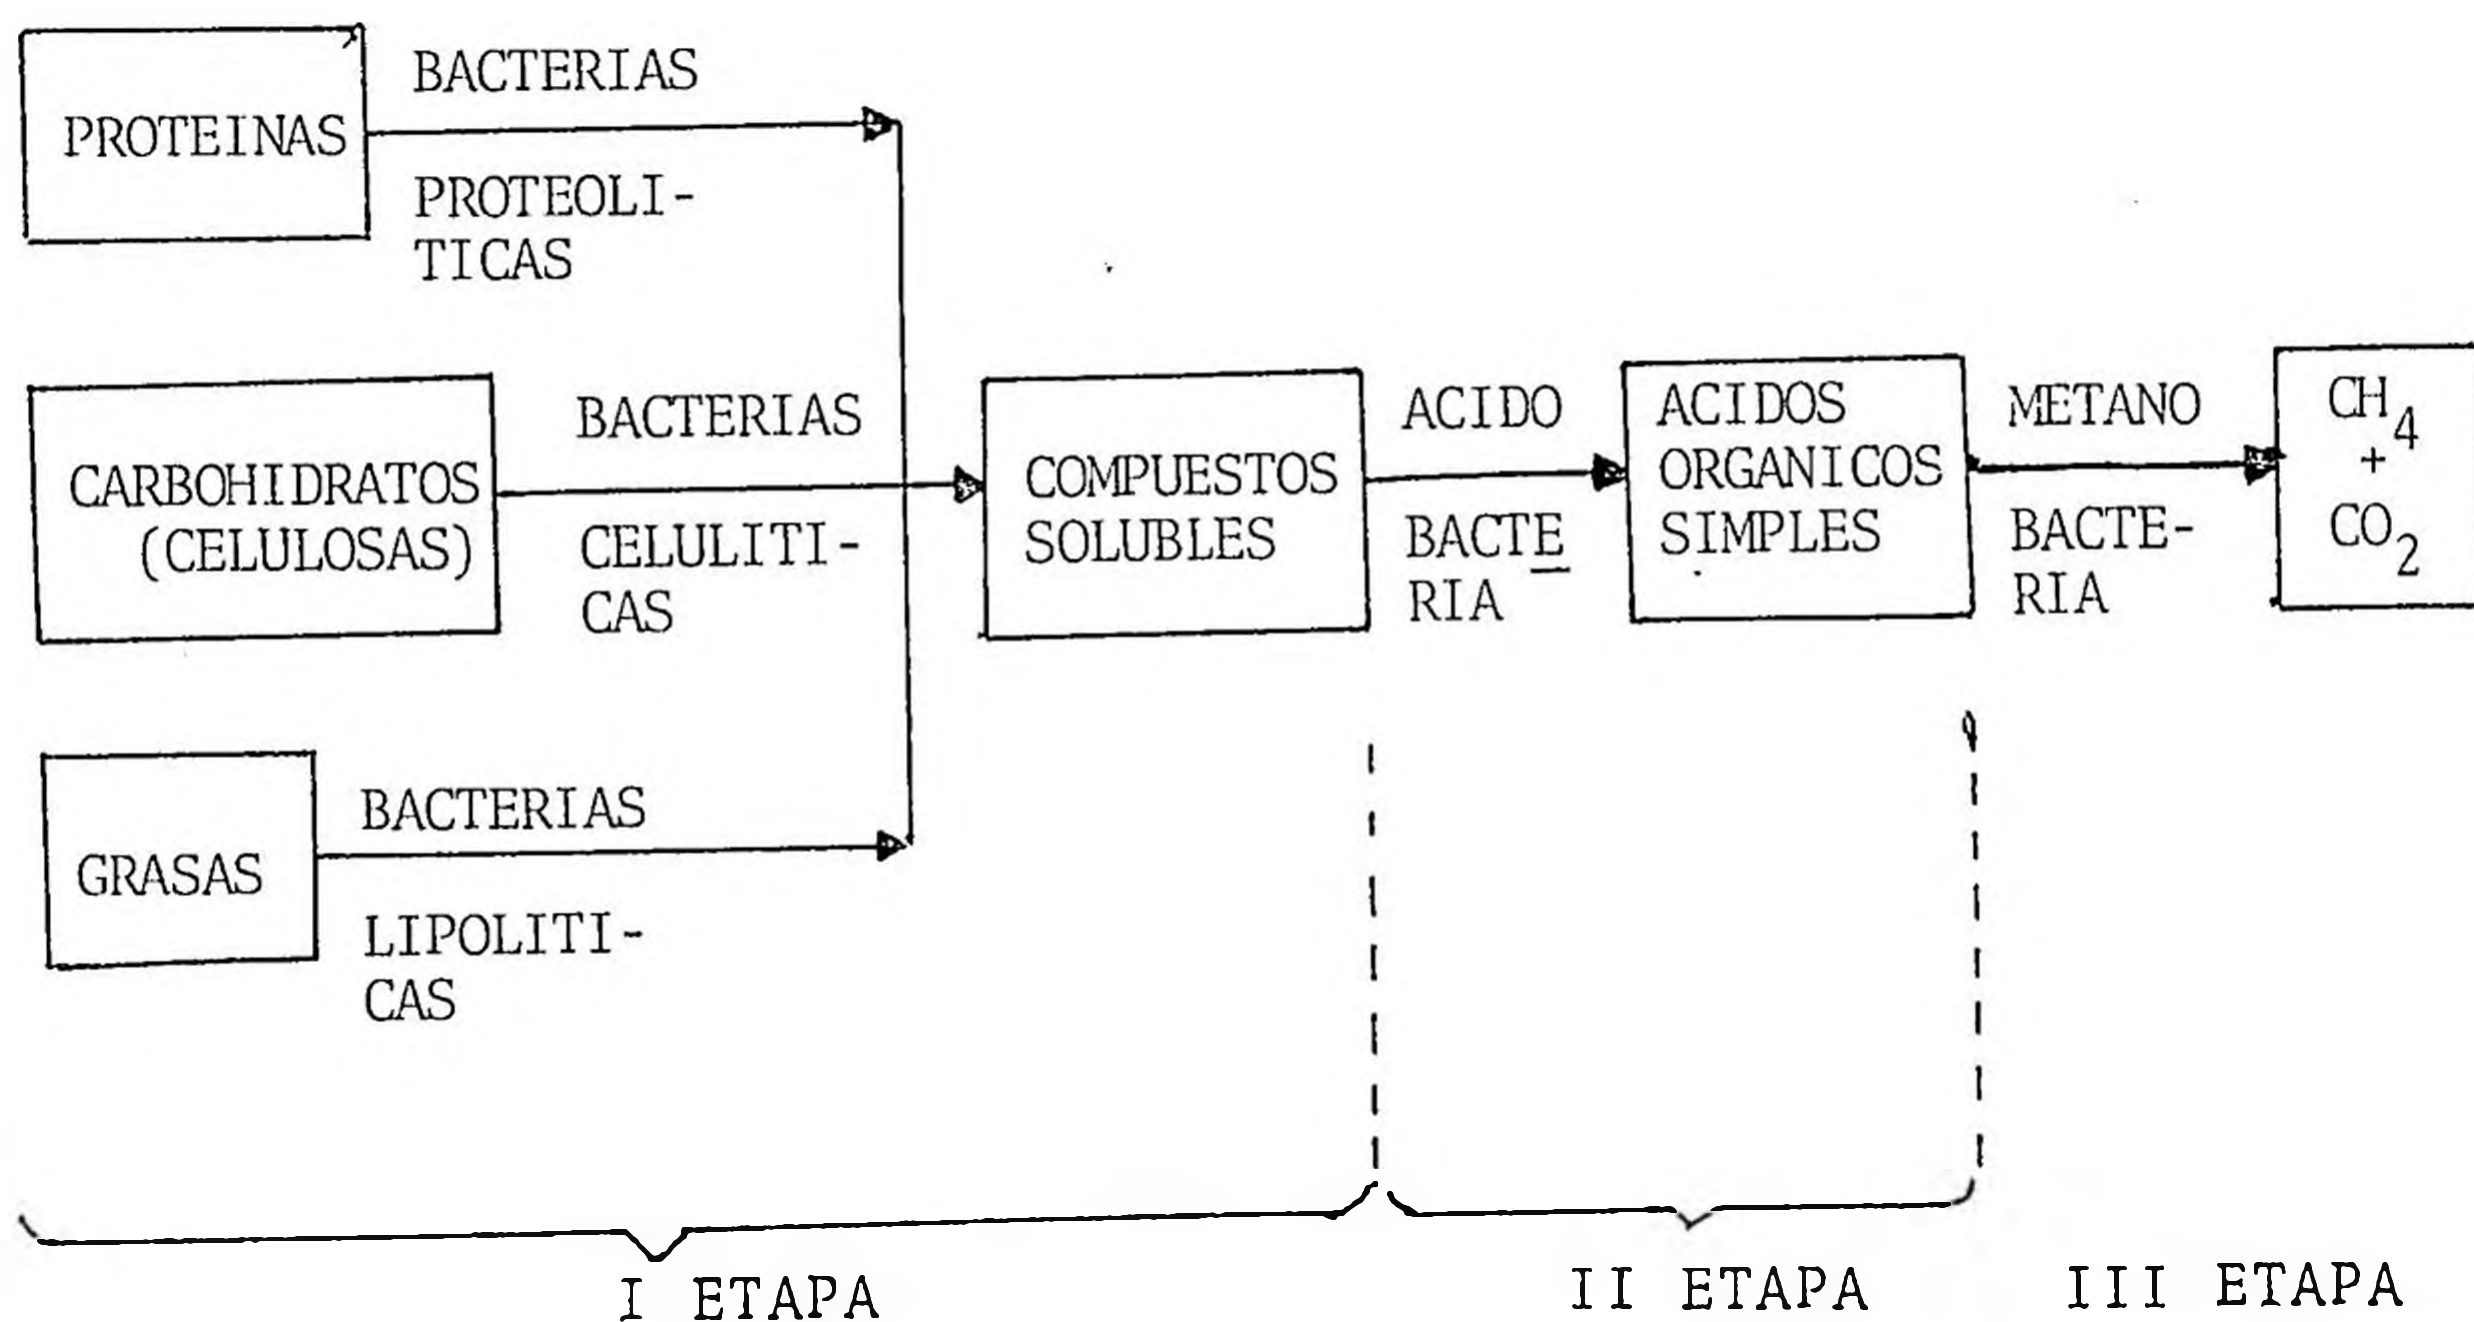 BACTERIAS
PROTEINAS
PROTEOLI-
TICAS
CARBOHIDRATOS
(CELULOSAS)
BACTERIAS
CELULITI-
CAS
COMPUESTOS
SOLUBLES
ACIDO
BACTE
RIA
ACIDOS
ORGANICOS
SIMPLES
METANO
BACTE-
RIA
CH4
+
CO2
GRASAS
BACTERIAS
LIPOLITI-
CAS
I ETAPA
II ETAPA
III ETAPA